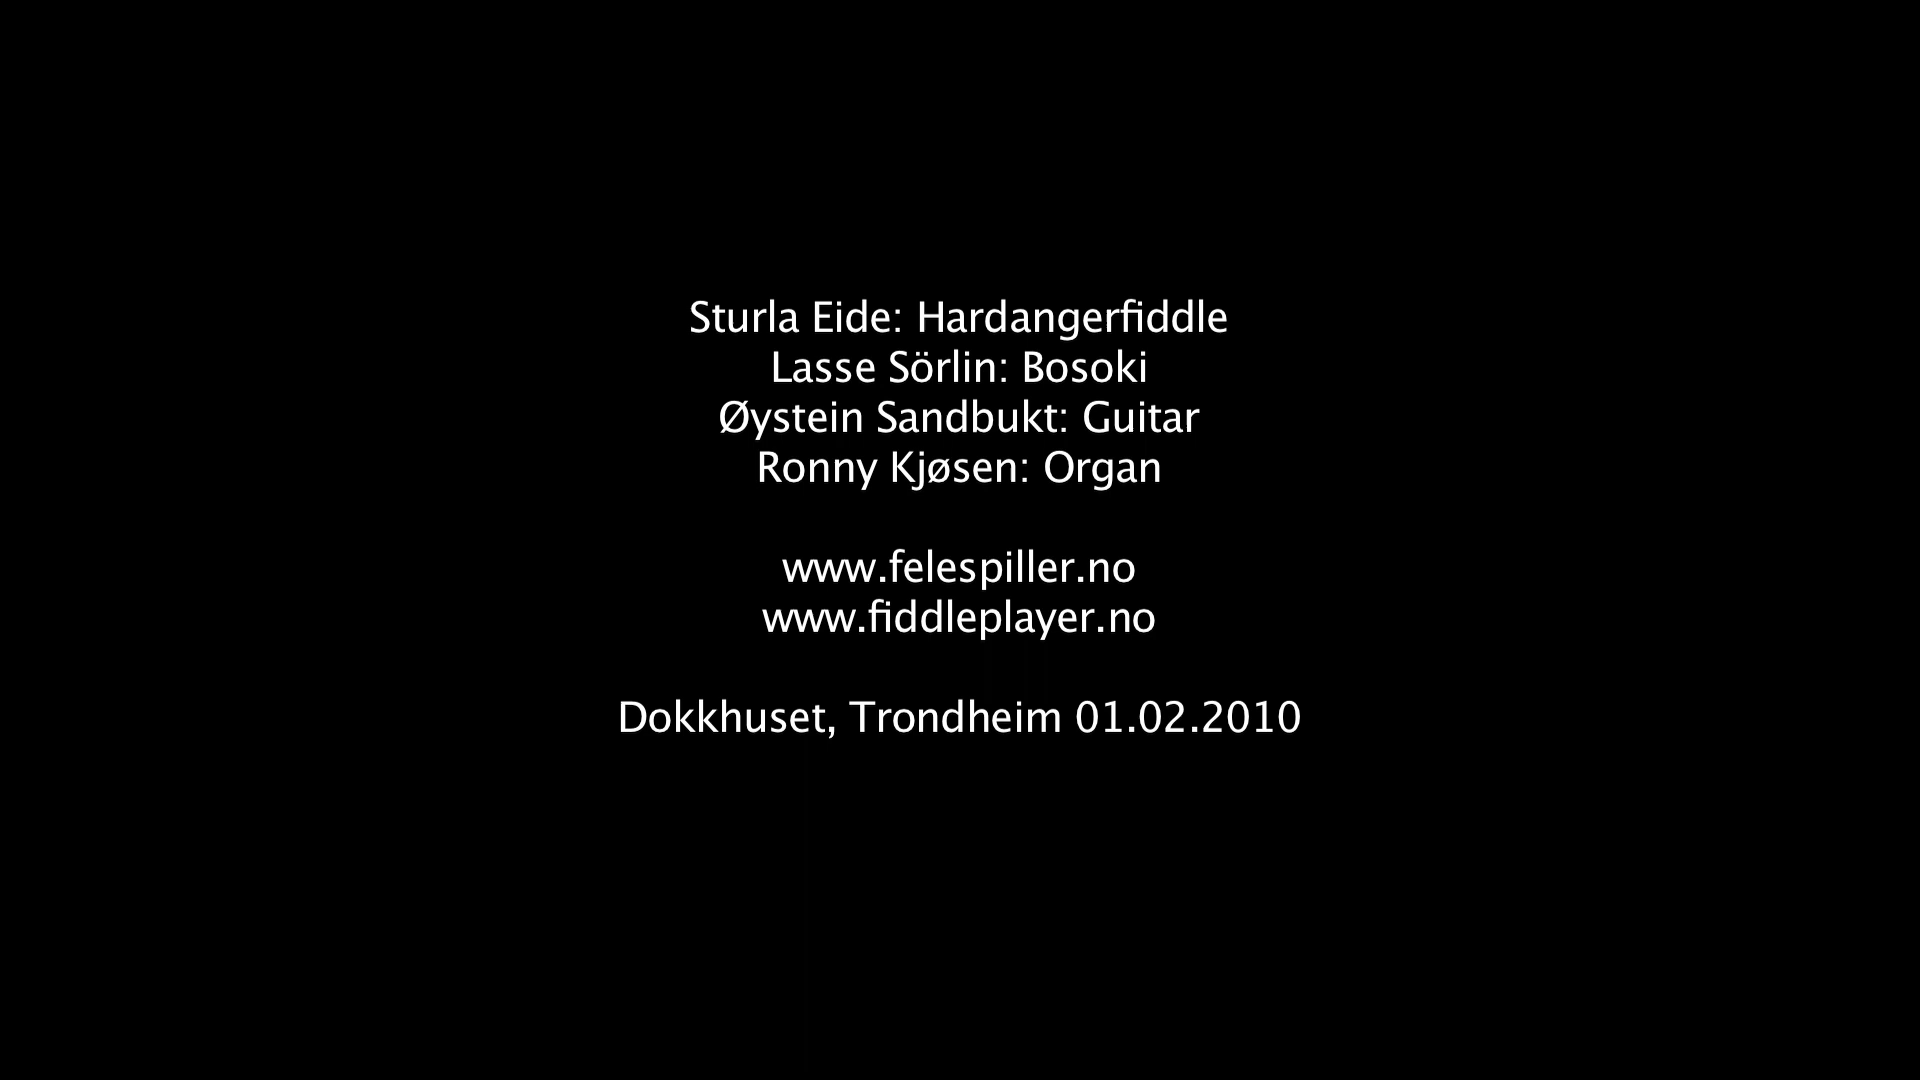 Sturla Eide: Hardangerfiddle
Lasse Sörlin: Bosoki
Øystein Sandbukt: Guitar
Ronny Kjøsen: Organ
www.felespiller.no
www.fiddleplayer.no
Dokkhuset, Trondheim 01.02.2010